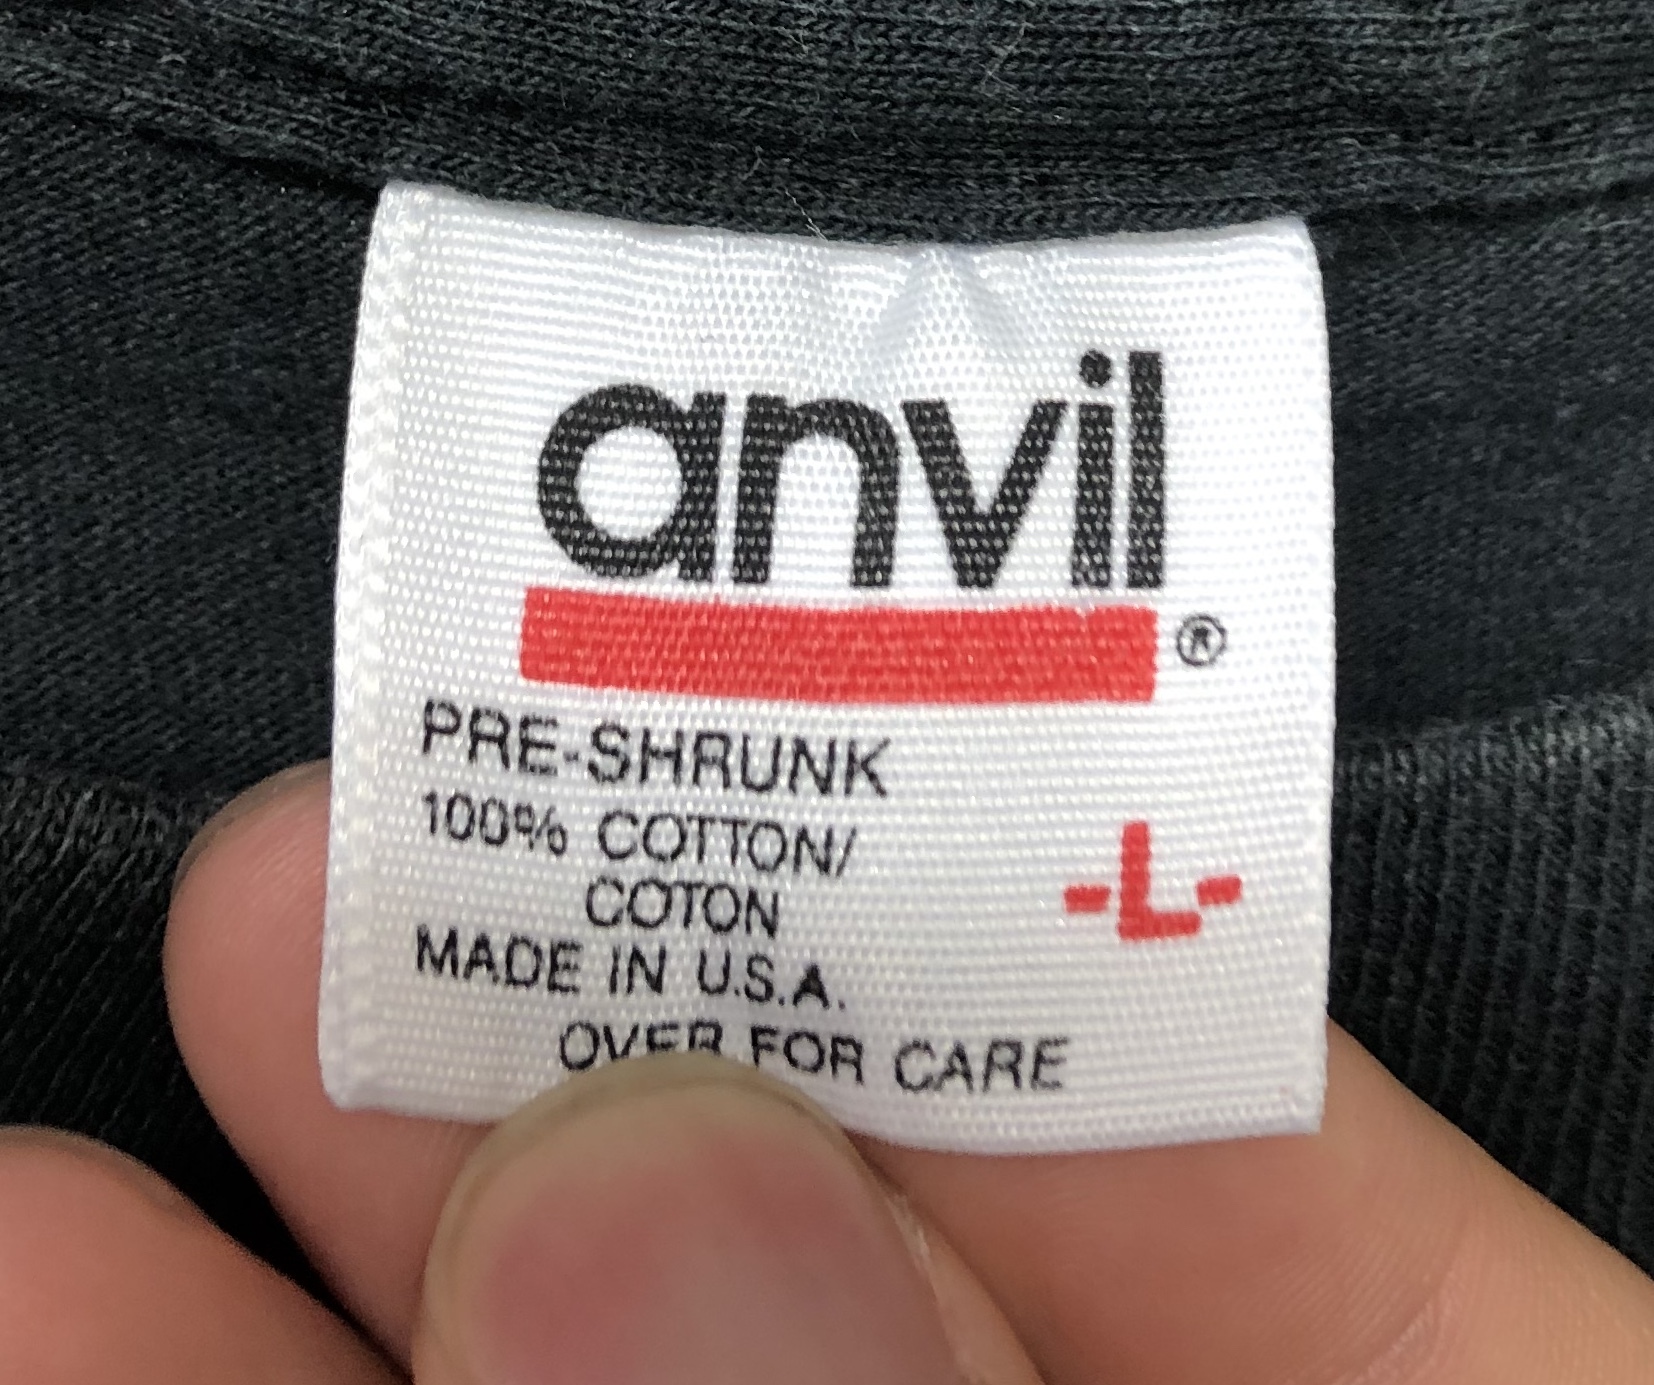 anvil
®
PRE-SHRUNK
100% COTTON/
COTON
-L-
MADE IN U.S.A.
OVER FOR CARE